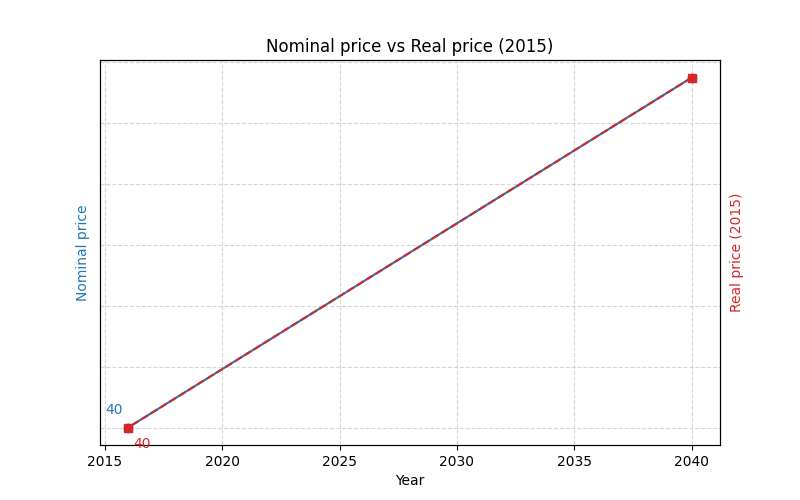 Nominal price vs Real price (2015)
Nominal price
Real price (2015)
40
40
2015 2020 2025 2030 2035 2040
Year